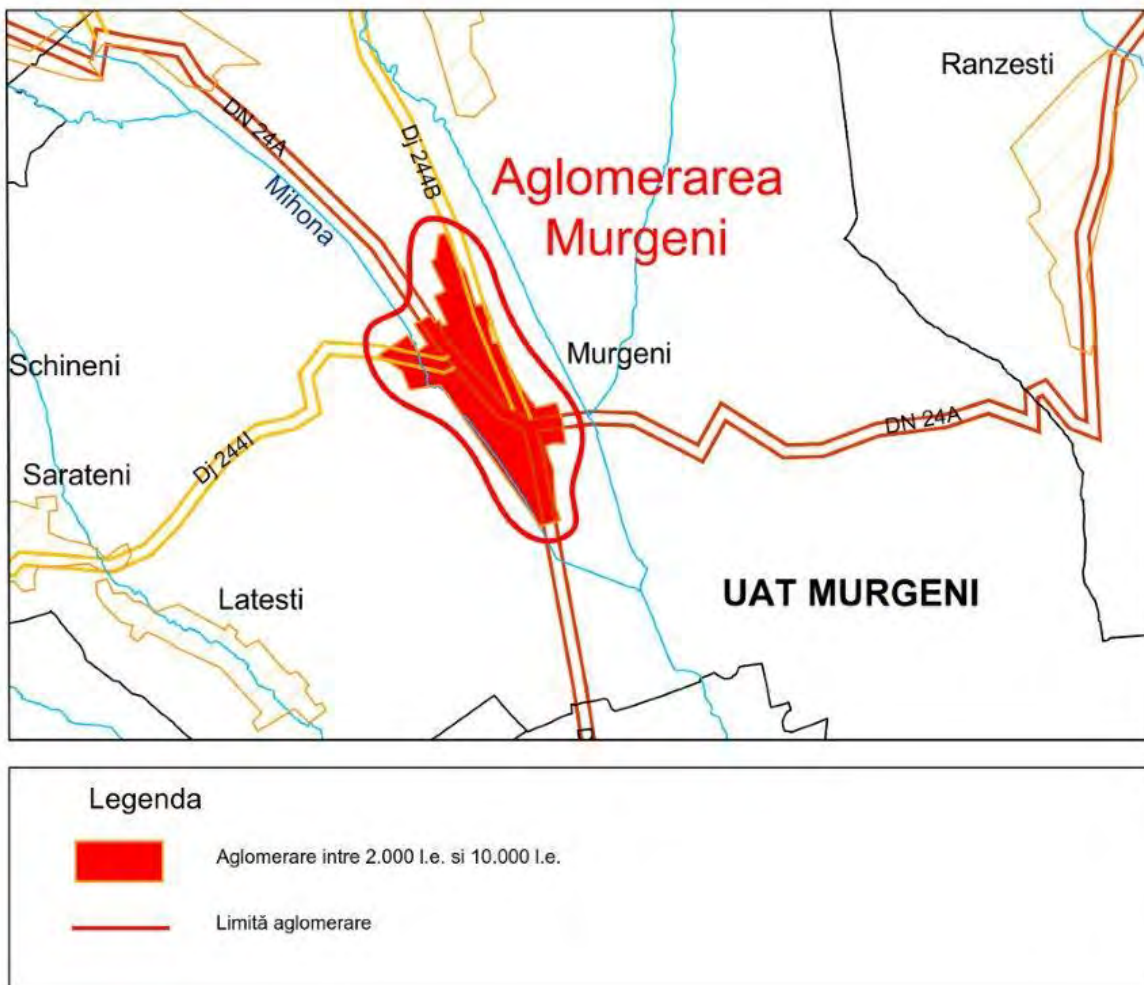 Ranzesti
DN 24A
Dj 244B
Aglomerarea
Murgeni
Mihona
Murgeni
Schineni
DN 24A
Dj 244I
Sarateni
Latesti
UAT MURGENI
Legenda
Aglomerare intre 2.000 l.e. si 10.000 l.e.
Limită aglomerare